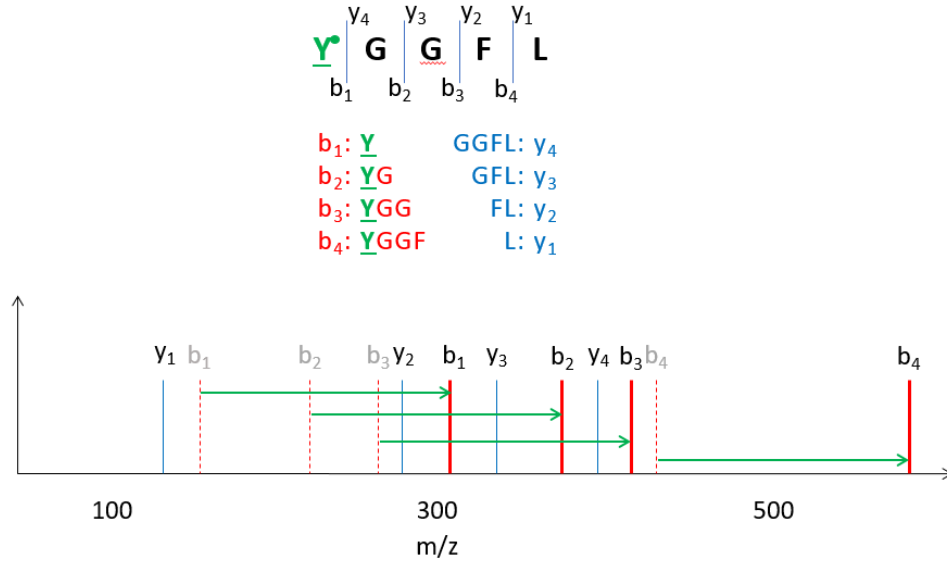 y₄ y₃ y₂ y₁
Y• G G F L
b₁ b₂ b₃ b₄
b₁: Y GGFL: y₄
b₂: YG GFL: y₃
b₃: YGG FL: y₂
b₄: YGGF L: y₁
y₁ b₁ b₂ b₃ y₂ b₁ y₃ b₂ y₄ b₃ b₄ b₄
100 300 500
m/z